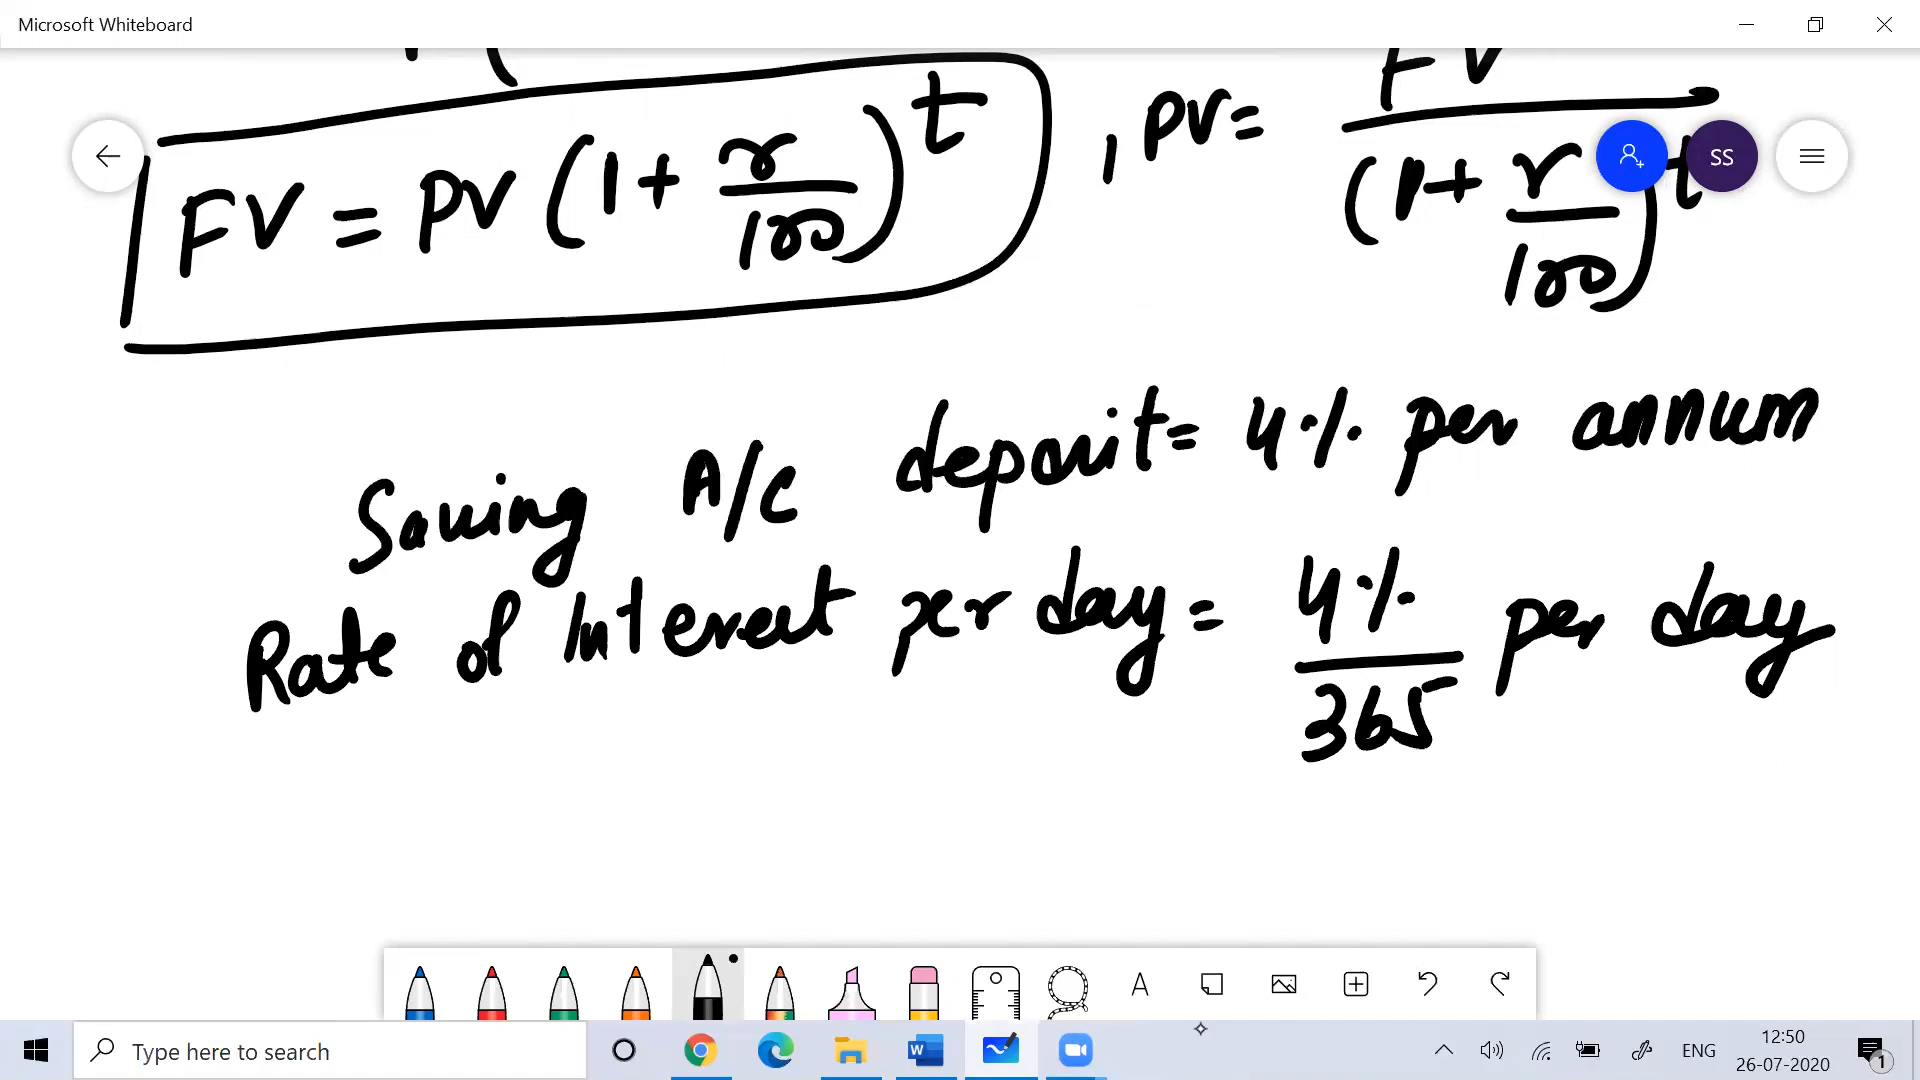 Microsoft Whiteboard
FV = PV (1 + r/100)^t , PV = FV/(1 + r/100)^t
SS
Saving A/C deposit = 4% per annum
Rate of Interest per day = 4%/365 per day
A
Type here to search
W
ENG
12:50
26-07-2020
1